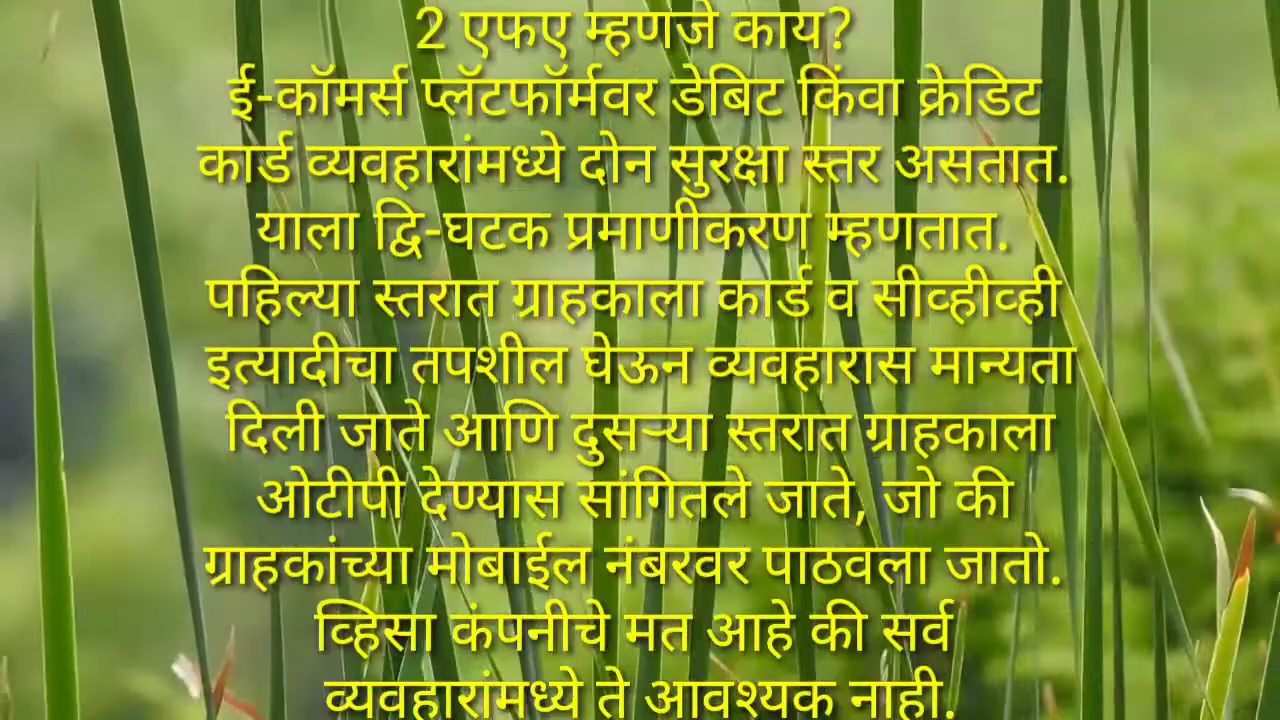 2 एफए म्हणजे काय?
ई-कॉमर्स प्लॅटफॉर्मवर डेबिट किंवा क्रेडिट
कार्ड व्यवहारांमध्ये दोन सुरक्षा स्तर असतात.
याला द्वि-घटक प्रमाणीकरण म्हणतात.
पहिल्या स्तरात ग्राहकाला कार्ड व सीव्हीव्ही
इत्यादीचा तपशील घेऊन व्यवहारास मान्यता
दिली जाते आणि दुसऱ्या स्तरात ग्राहकाला
ओटीपी देण्यास सांगितले जाते, जो की
ग्राहकांच्या मोबाईल नंबरवर पाठवला जातो.
व्हिसा कंपनीचे मत आहे की सर्व
व्यवहारांमध्ये ते आवश्यक नाही.